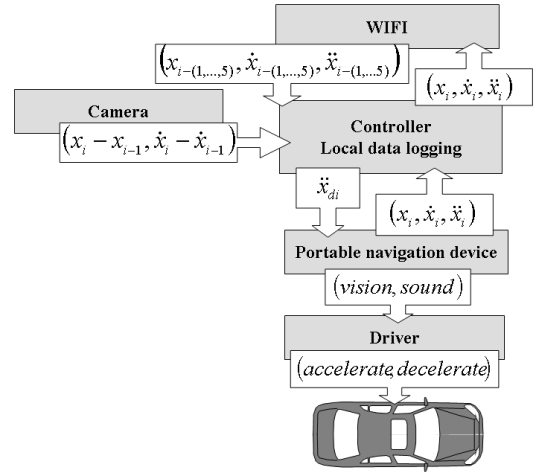 WIFI
(x_{i-(1,...,5)}, ẋ_{i-(1,...,5)}, ẍ_{i-(1,...5)})
(x_i, ẋ_i, ẍ_i)
Camera
(x_i − x_{i-1}, ẋ_i − ẋ_{i-1})
Controller
Local data logging
ẍ_{di}
(x_i, ẋ_i, ẍ_i)
Portable navigation device
(vision, sound)
Driver
(accelerate, decelerate)